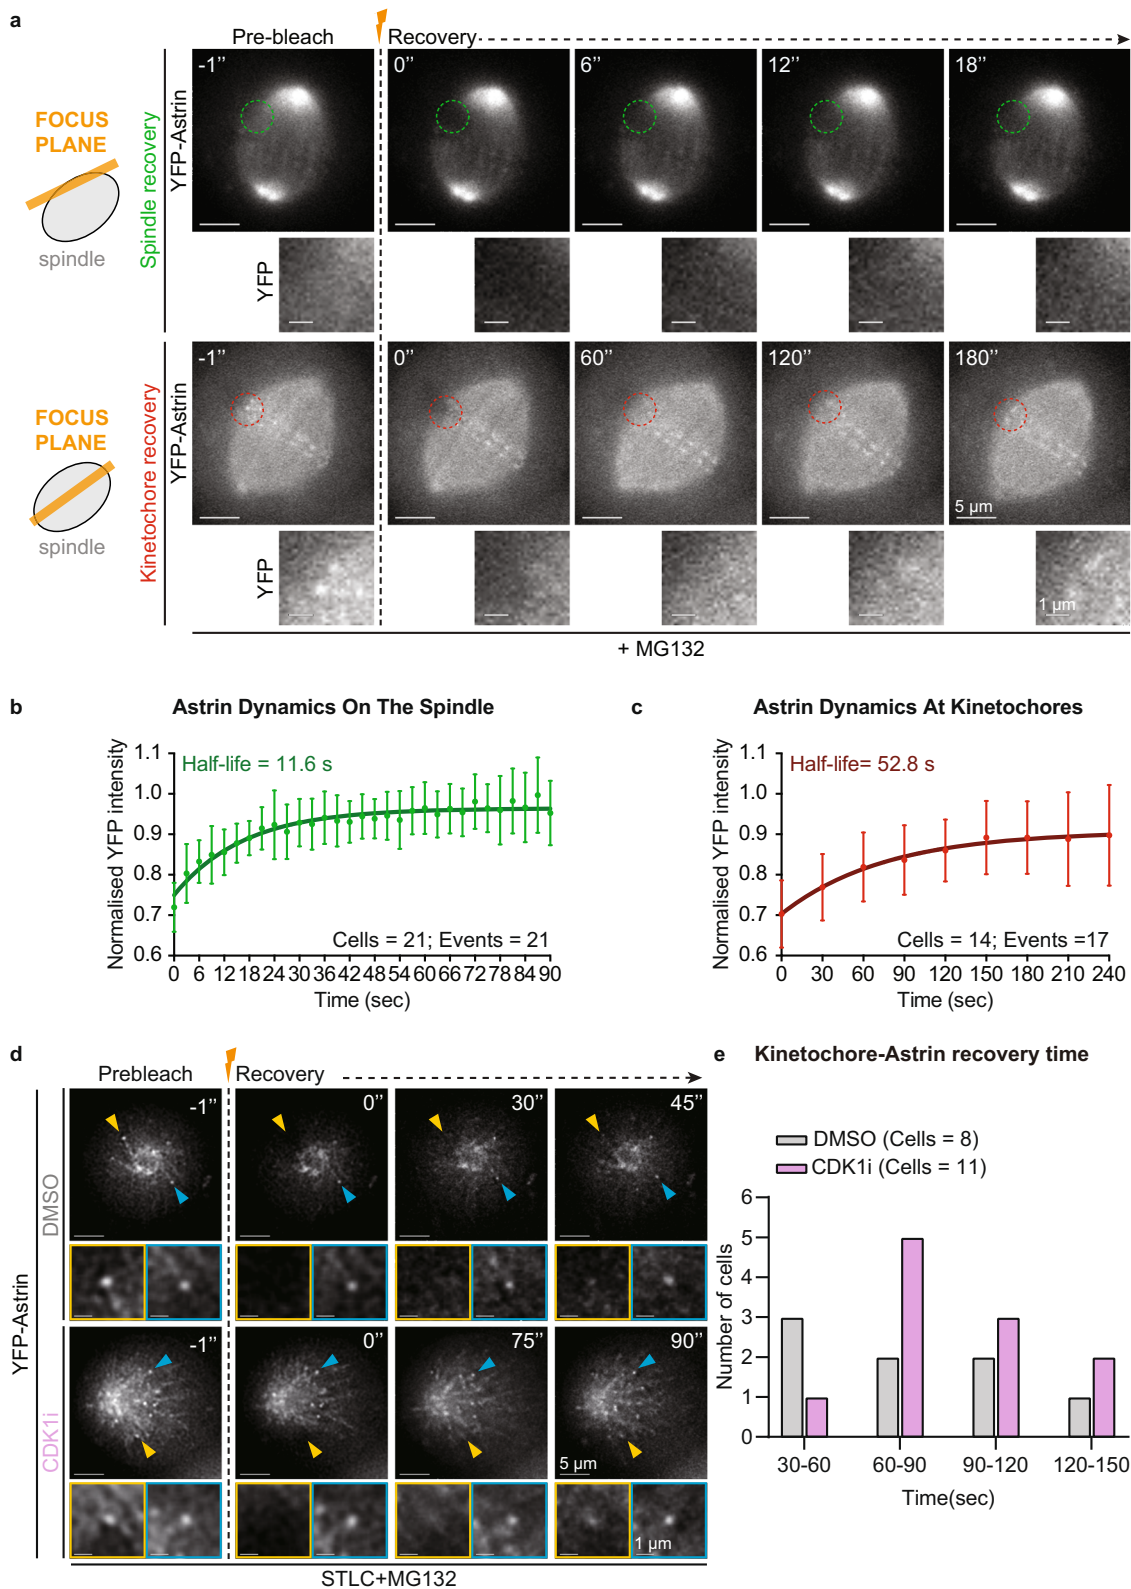 a
Pre-bleach
Recovery
-1’’
0’’
6’’
12’’
18’’
FOCUS
PLANE
spindle
Spindle recovery
YFP-Astrin
YFP
-1’’
0’’
60’’
120’’
180’’
FOCUS
PLANE
spindle
Kinetochore recovery
YFP-Astrin
5 µm
YFP
1 µm
+ MG132
b
Astrin Dynamics On The Spindle
Normalised YFP intensity
1.1
1.0
0.9
0.8
0.7
0.6
Half-life = 11.6 s
Cells = 21; Events = 21
0 6 12 18 24 30 36 42 48 54 60 66 72 78 84 90
Time (sec)
c
Astrin Dynamics At Kinetochores
Normalised YFP intensity
1.1
1.0
0.9
0.8
0.7
0.6
Half-life= 52.8 s
Cells = 14; Events =17
0 30 60 90 120 150 180 210 240
Time (sec)
d
Prebleach
Recovery
YFP-Astrin
DMSO
-1’’
0’’
30’’
45’’
CDK1i
-1’’
0’’
75’’
90’’
5 µm
1 µm
STLC+MG132
e
Kinetochore-Astrin recovery time
DMSO (Cells = 8)
CDK1i (Cells = 11)
Number of cells
6
5
4
3
2
1
0
30-60 60-90 90-120 120-150
Time(sec)